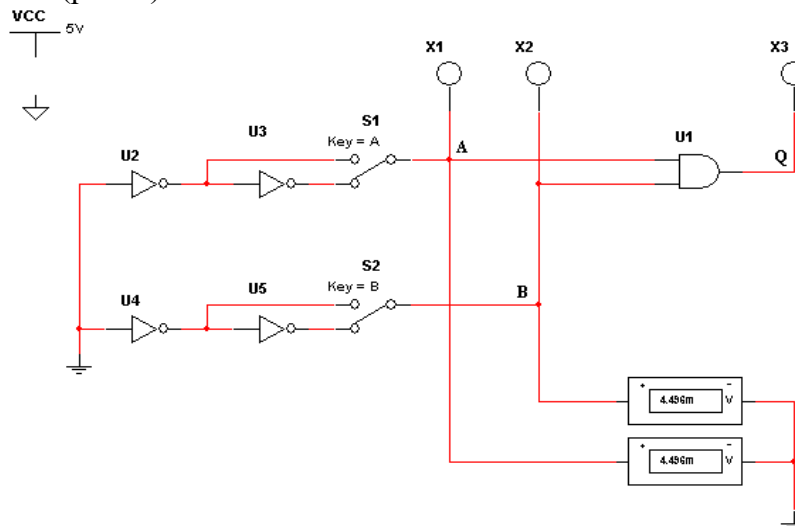 VCC
5V
X1
X2
X3
S1
Key = A
U3
U2
A
U1
Q
S2
Key = B
U5
U4
B
+
-
4.496m
V
+
-
4.496m
V